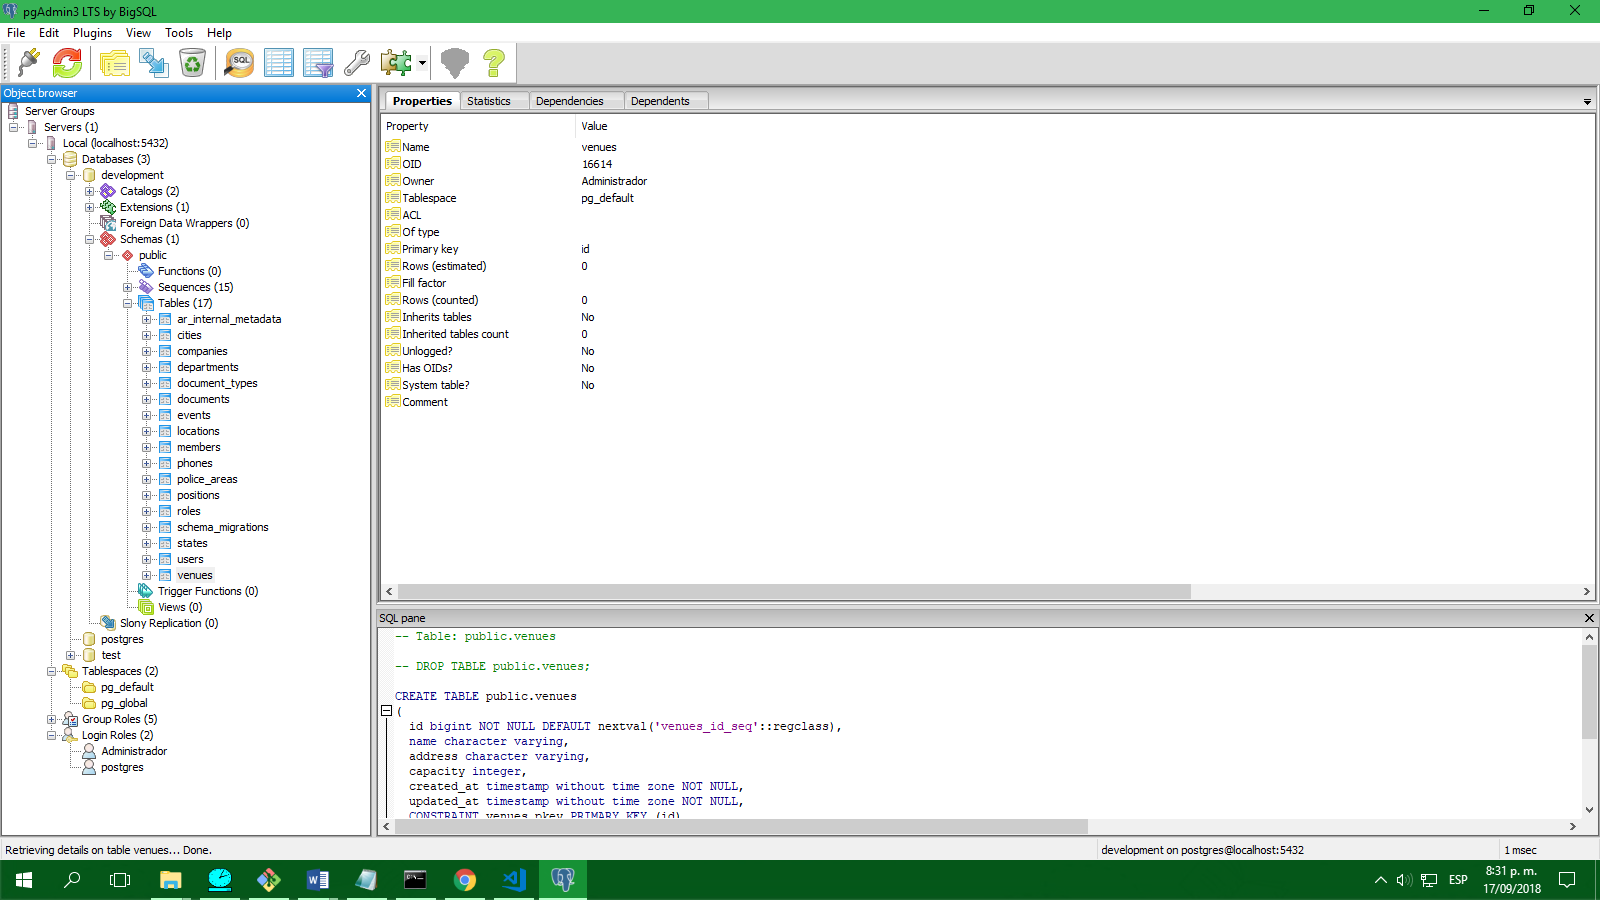 pgAdmin3 LTS by BigSQL
File Edit Plugins View Tools Help
SQL
Object browser
Server Groups
Servers (1)
Local (localhost:5432)
Databases (3)
development
Catalogs (2)
Extensions (1)
Foreign Data Wrappers (0)
Schemas (1)
public
Functions (0)
Sequences (15)
Tables (17)
ar_internal_metadata
cities
companies
departments
document_types
documents
events
locations
members
phones
police_areas
positions
roles
schema_migrations
states
users
venues
Trigger Functions (0)
Views (0)
Slony Replication (0)
postgres
test
Tablespaces (2)
pg_default
pg_global
Group Roles (5)
Login Roles (2)
Administrador
postgres
Properties Statistics Dependencies Dependents
Property Value
Name venues
OID 16614
Owner Administrador
Tablespace pg_default
ACL
Of type
Primary key id
Rows (estimated) 0
Fill factor
Rows (counted) 0
Inherits tables No
Inherited tables count 0
Unlogged? No
Has OIDs? No
System table? No
Comment
SQL pane
-- Table: public.venues
-- DROP TABLE public.venues;
CREATE TABLE public.venues
(
id bigint NOT NULL DEFAULT nextval('venues_id_seq'::regclass),
name character varying,
address character varying,
capacity integer,
created_at timestamp without time zone NOT NULL,
updated_at timestamp without time zone NOT NULL,
CONSTRAINT venues_pkey PRIMARY KEY (id)
Retrieving details on table venues... Done. development on postgres@localhost:5432 1 msec
ESP
8:31 p. m.
17/09/2018